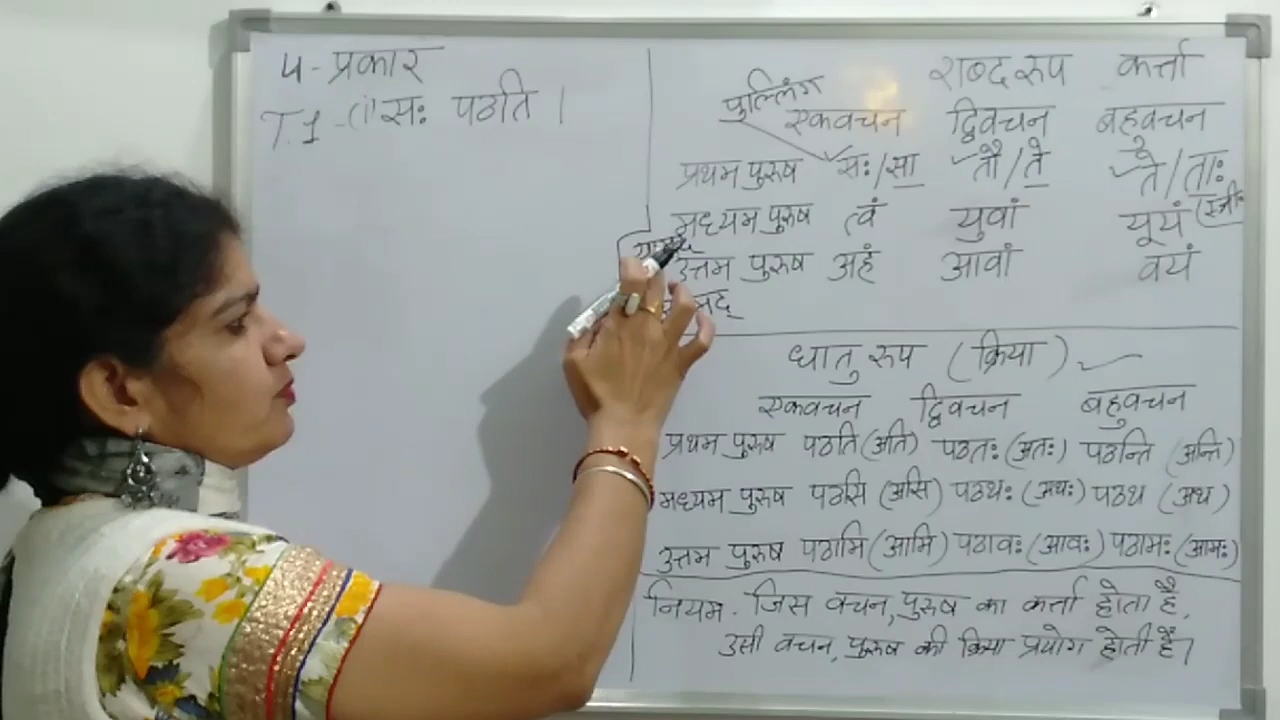 4 - प्रकार
T.1 - (1) सः पठति ।
शब्द रुप कर्त्ता
पुल्लिंग
एकवचन द्विवचन बहुवचन
प्रथम पुरुष सः/सा तौ/ते ते/ताः
मध्यम पुरुष त्वं युवां यूयं (स्त्री
उत्तम पुरुष अहं आवां वयं
धातु रुप (क्रिया)
एकवचन द्विवचन बहुवचन
प्रथम पुरुष पठति (अति) पठतः (अतः) पठन्ति (अन्ति)
मध्यम पुरुष पठसि (असि) पठथः (अथः) पठथ (अथ)
उत्तम पुरुष पठामि (आमि) पठावः (आवः) पठामः (आमः)
नियम - जिस वचन, पुरुष का कर्त्ता होता है,
उसी वचन, पुरुष की क्रिया प्रयोग होती है।